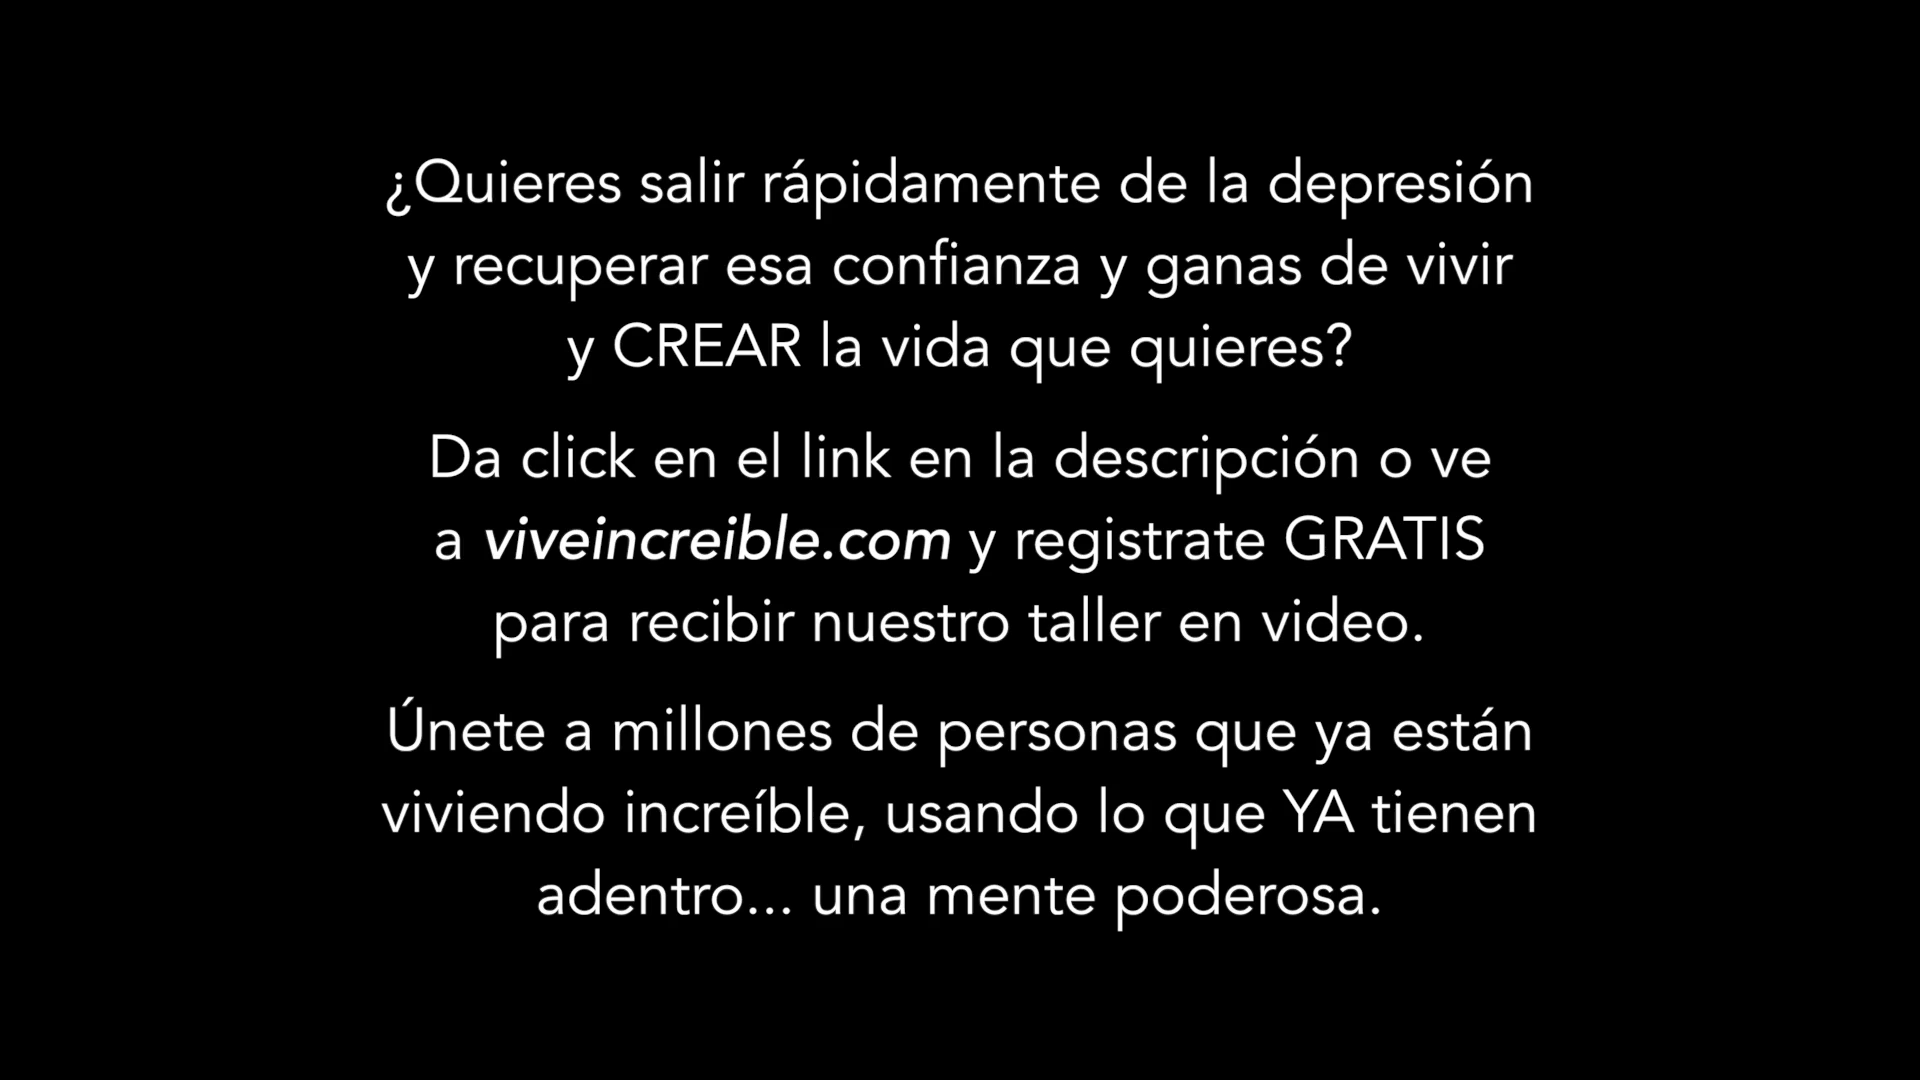 ¿Quieres salir rápidamente de la depresión
y recuperar esa confianza y ganas de vivir
y CREAR la vida que quieres?
Da click en el link en la descripción o ve
a viveincreible.com y registrate GRATIS
para recibir nuestro taller en video.
Únete a millones de personas que ya están
viviendo increíble, usando lo que YA tienen
adentro... una mente poderosa.